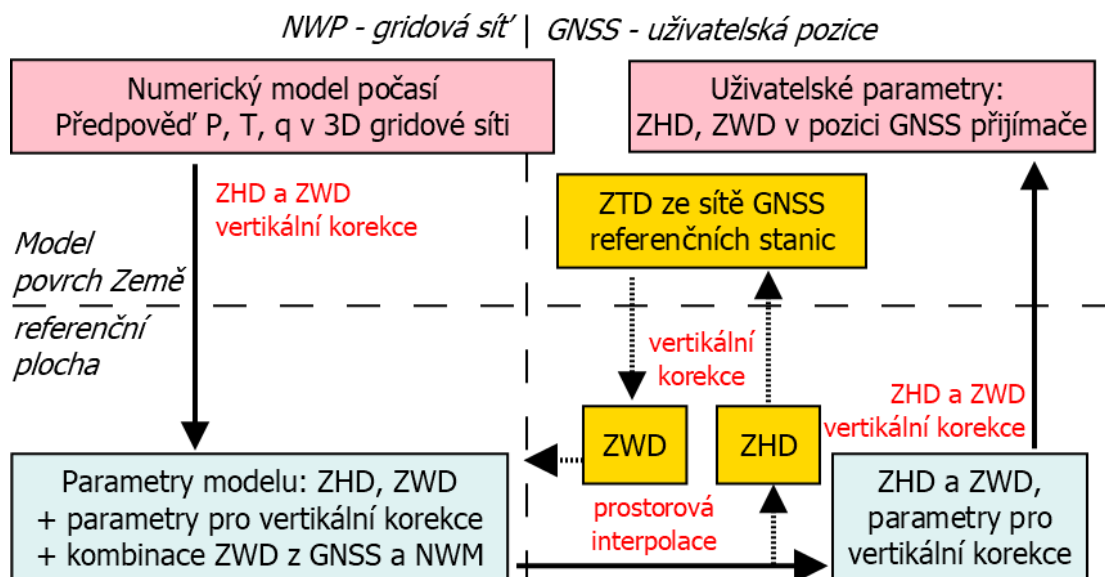 NWP - gridová síť
GNSS - uživatelská pozice
Numerický model počasí
Předpověď P, T, q v 3D gridové síti
Uživatelské parametry:
ZHD, ZWD v pozici GNSS přijímače
ZHD a ZWD
vertikální korekce
ZTD ze sítě GNSS
referenčních stanic
Model
povrch Země
referenční
plocha
vertikální
korekce
ZHD a ZWD
vertikální korekce
ZWD
ZHD
Parametry modelu: ZHD, ZWD
+ parametry pro vertikální korekce
+ kombinace ZWD z GNSS a NWM
prostorová
interpolace
ZHD a ZWD,
parametry pro
vertikální korekce